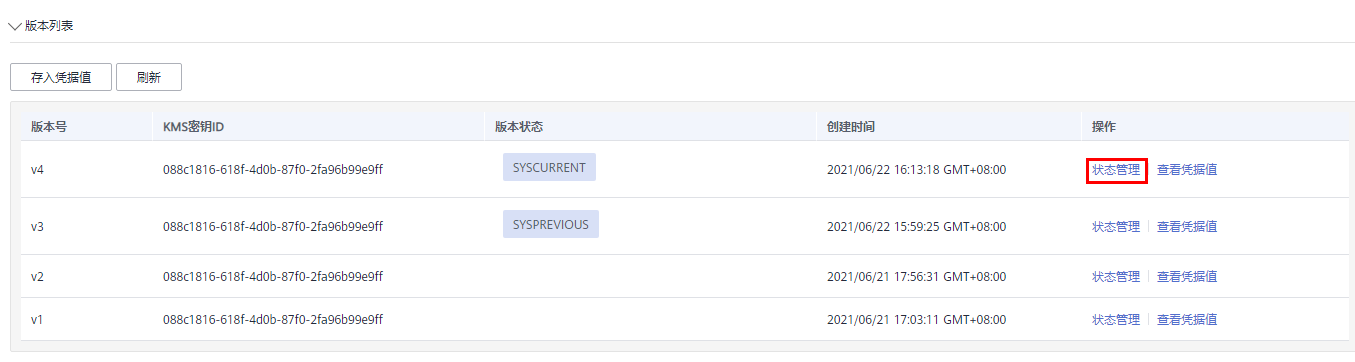 版本列表
存入凭据值 刷新
版本号 KMS密钥ID 版本状态 创建时间 操作
v4 088c1816-618f-4d0b-87f0-2fa96b99e9ff SYSCURRENT 2021/06/22 16:13:18 GMT+08:00 状态管理 查看凭据值
v3 088c1816-618f-4d0b-87f0-2fa96b99e9ff SYSPREVIOUS 2021/06/22 15:59:25 GMT+08:00 状态管理 查看凭据值
v2 088c1816-618f-4d0b-87f0-2fa96b99e9ff 2021/06/21 17:56:31 GMT+08:00 状态管理 查看凭据值
v1 088c1816-618f-4d0b-87f0-2fa96b99e9ff 2021/06/21 17:03:11 GMT+08:00 状态管理 查看凭据值